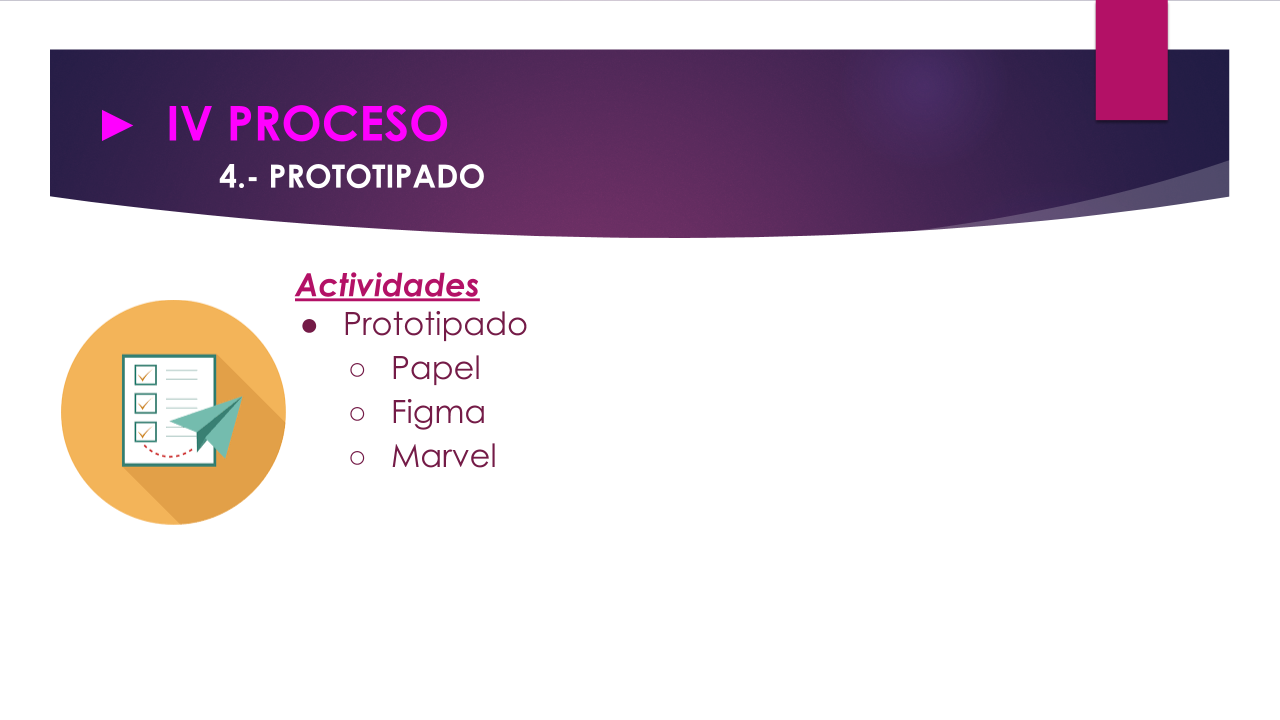 ► IV PROCESO
4.- PROTOTIPADO
Actividades
● Prototipado
○ Papel
○ Figma
○ Marvel